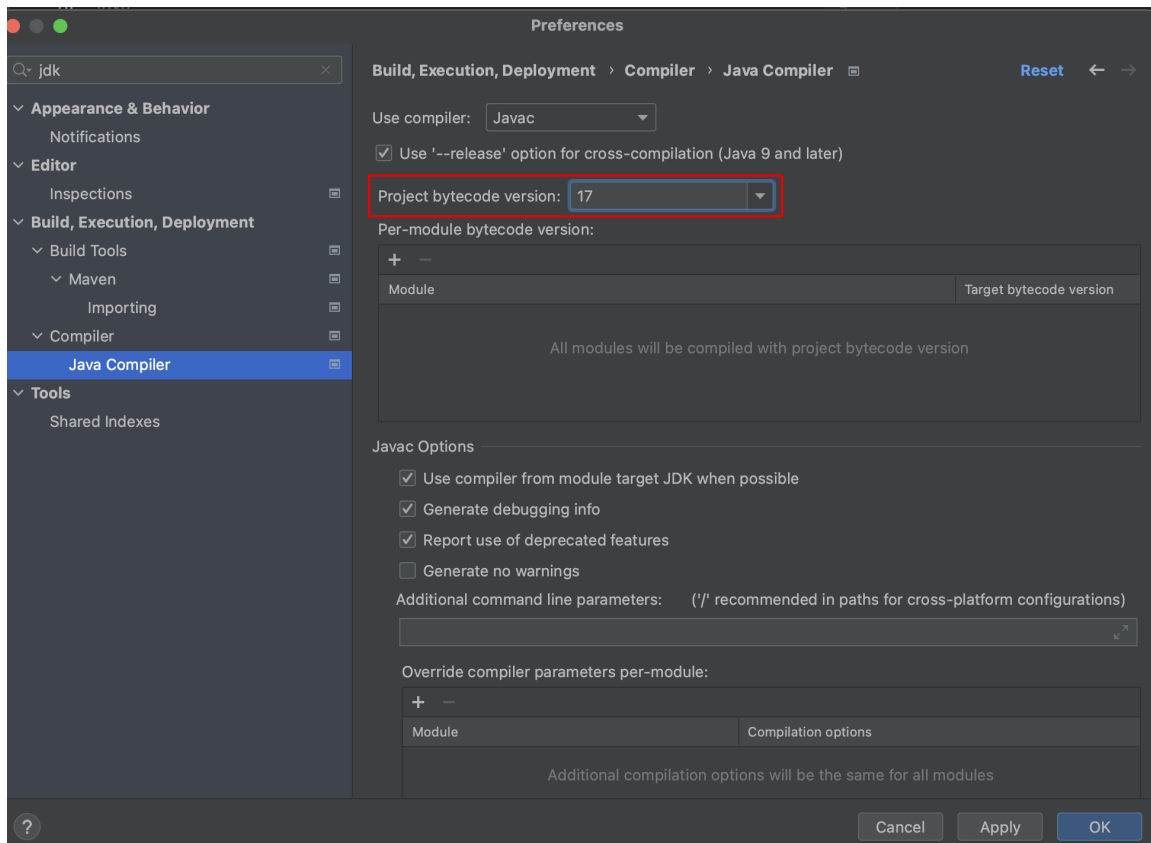 Preferences
jdk
Build, Execution, Deployment › Compiler › Java Compiler
Reset
Appearance & Behavior
Notifications
Editor
Inspections
Build, Execution, Deployment
Build Tools
Maven
Importing
Compiler
Java Compiler
Tools
Shared Indexes
Use compiler: Javac
Use '--release' option for cross-compilation (Java 9 and later)
Project bytecode version: 17
Per-module bytecode version:
Module Target bytecode version
All modules will be compiled with project bytecode version
Javac Options
Use compiler from module target JDK when possible
Generate debugging info
Report use of deprecated features
Generate no warnings
Additional command line parameters: ('/' recommended in paths for cross-platform configurations)
Override compiler parameters per-module:
Module Compilation options
Additional compilation options will be the same for all modules
? Cancel Apply OK